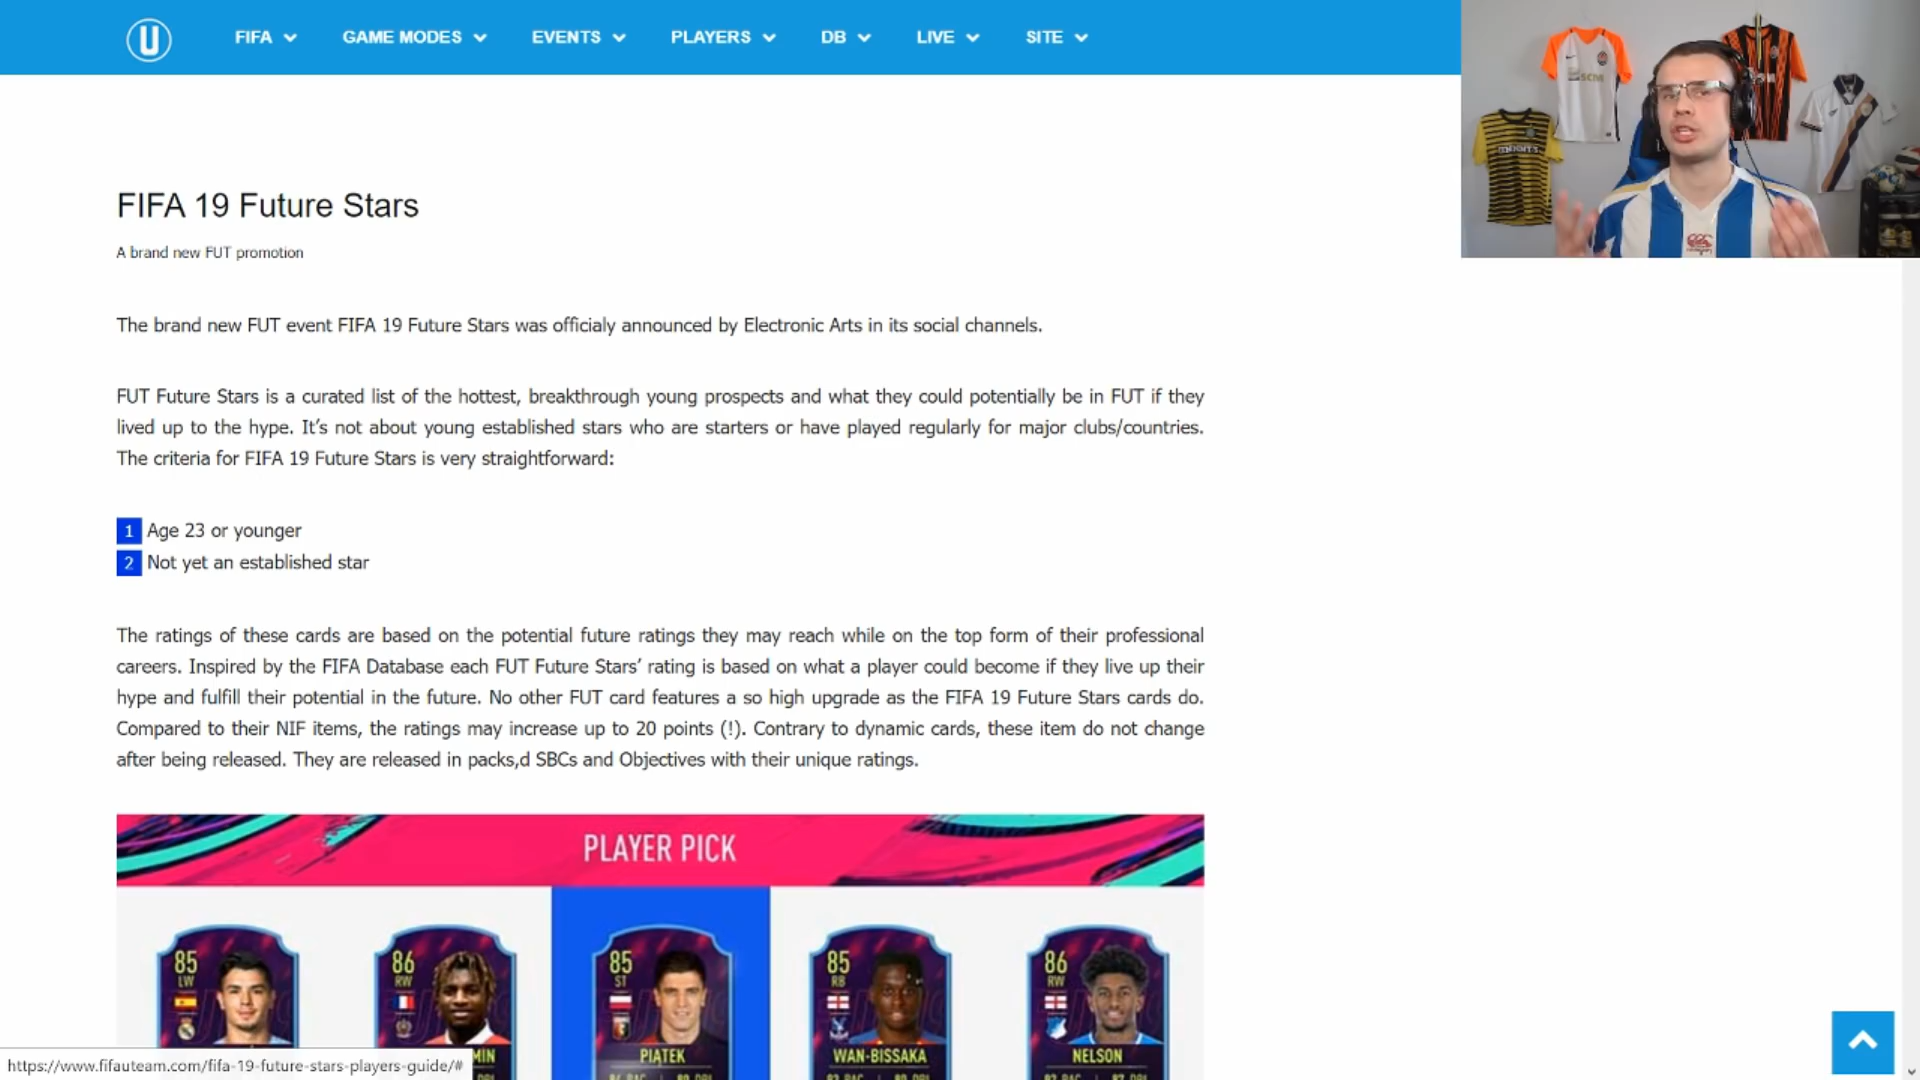 U FIFA GAME MODES EVENTS PLAYERS DB LIVE SITE
FIFA 19 Future Stars
A brand new FUT promotion
The brand new FUT event FIFA 19 Future Stars was officialy announced by Electronic Arts in its social channels.
FUT Future Stars is a curated list of the hottest, breakthrough young prospects and what they could potentially be in FUT if they
lived up to the hype. It’s not about young established stars who are starters or have played regularly for major clubs/countries.
The criteria for FIFA 19 Future Stars is very straightforward:
1 Age 23 or younger
2 Not yet an established star
The ratings of these cards are based on the potential future ratings they may reach while on the top form of their professional
careers. Inspired by the FIFA Database each FUT Future Stars’ rating is based on what a player could become if they live up their
hype and fulfill their potential in the future. No other FUT card features a so high upgrade as the FIFA 19 Future Stars cards do.
Compared to their NIF items, the ratings may increase up to 20 points (!). Contrary to dynamic cards, these item do not change
after being released. They are released in packs,d SBCs and Objectives with their unique ratings.
PLAYER PICK
85 86 85 85 86
LW RW ST RB RW
MIN PIĄTEK WAN-BISSAKA NELSON
https://www.fifauteam.com/fifa-19-future-stars-players-guide/#